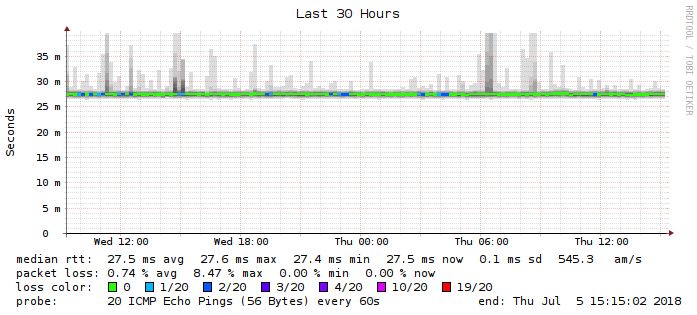 Last 30 Hours
RRDTOOL / TOBI OETIKER
Seconds
35 m
30 m
25 m
20 m
15 m
10 m
5 m
0
Wed 12:00 Wed 18:00 Thu 00:00 Thu 06:00 Thu 12:00
median rtt: 27.5 ms avg 27.6 ms max 27.4 ms min 27.5 ms now 0.1 ms sd 545.3 am/s
packet loss: 0.74 % avg 8.47 % max 0.00 % min 0.00 % now
loss color: 0 1/20 2/20 3/20 4/20 10/20 19/20
probe: 20 ICMP Echo Pings (56 Bytes) every 60s end: Thu Jul 5 15:15:02 2018